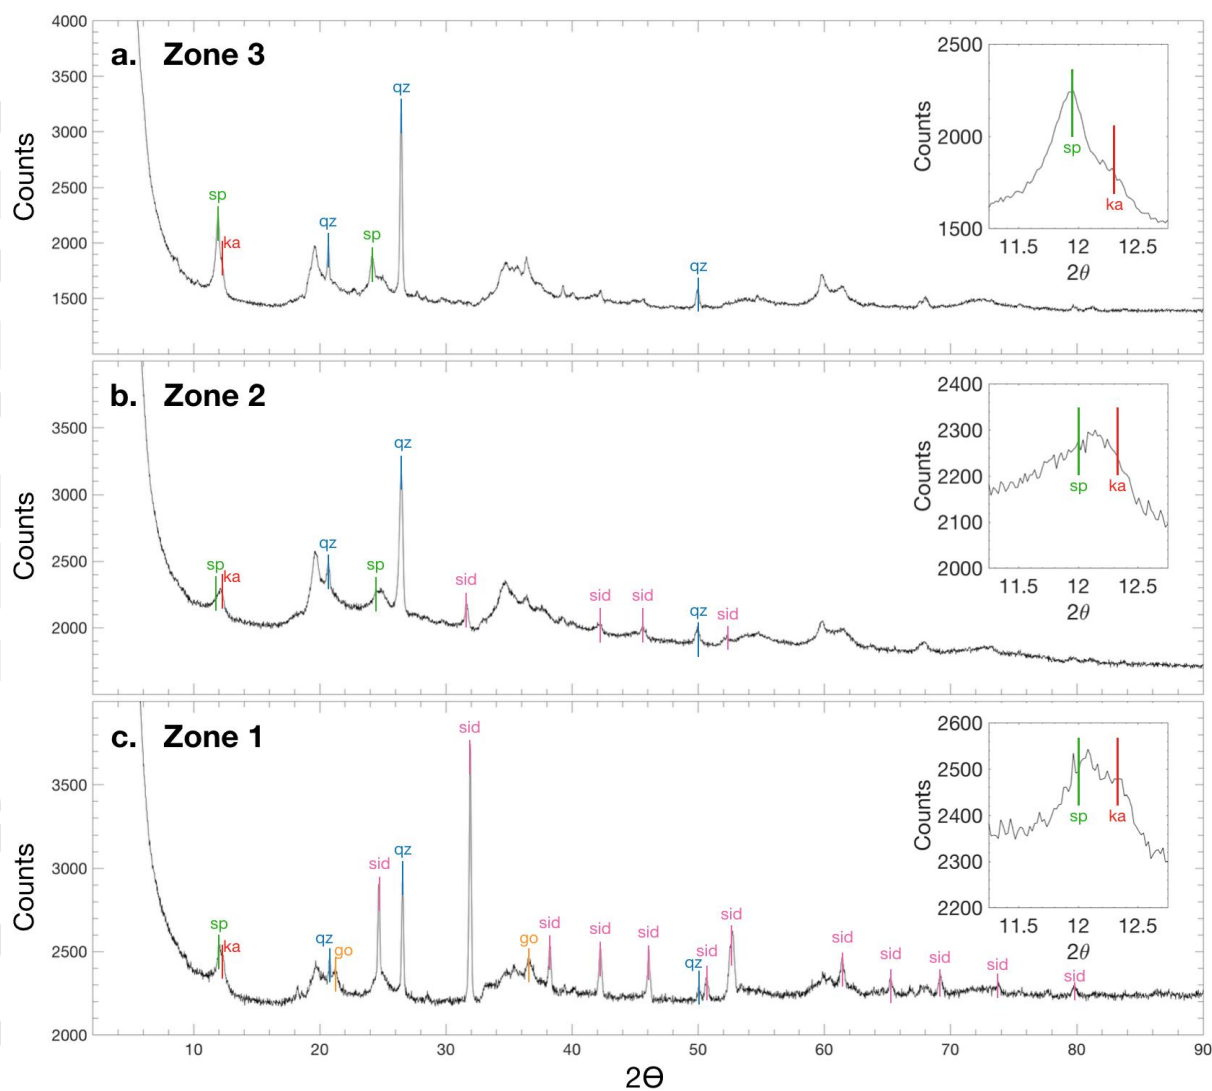 a. Zone 3
4000
3500
3000
2500
2000
1500
Counts
sp
ka
qz
sp
qz
qz
2500
2000
1500
Counts
sp
ka
11.5 12 12.5
2θ
b. Zone 2
3500
3000
2500
2000
Counts
sp
ka
qz
sp
qz
sid
sid
sid
qz
sid
2400
2300
2200
2100
2000
Counts
sp
ka
11.5 12 12.5
2θ
c. Zone 1
3500
3000
2500
2000
Counts
sp
ka
qz
go
sid
qz
sid
go
sid
sid
sid
qz
sid
sid
sid
sid
sid
sid
sid
2600
2500
2400
2300
2200
Counts
sp
ka
11.5 12 12.5
2θ
10 20 30 40 50 60 70 80 90
2Θ